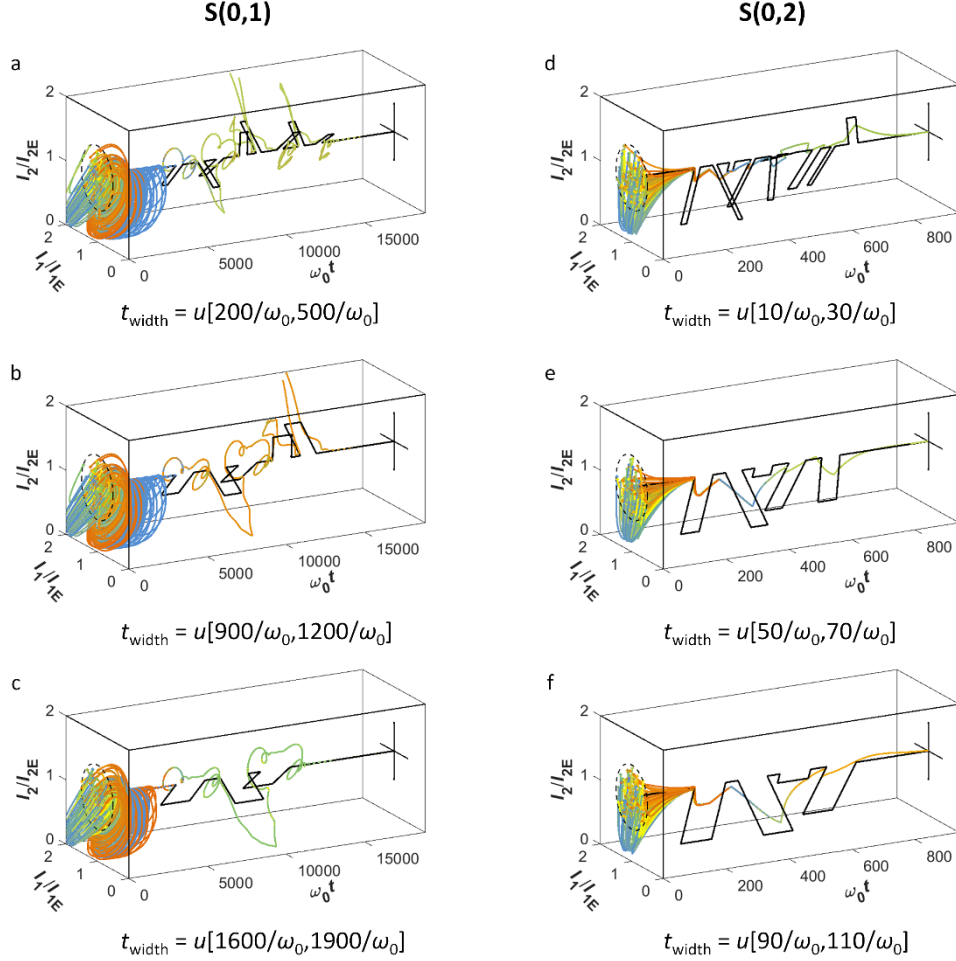 S(0,1)
S(0,2)
a
2
1
0
I2/I2E
2
1
0
I1/I1E
0
5000
10000
15000
ω0t
t_width = u[200/ω0,500/ω0]
d
2
1
0
I2/I2E
2
1
0
I1/I1E
0
200
400
600
800
ω0t
t_width = u[10/ω0,30/ω0]
b
2
1
0
I2/I2E
2
1
0
I1/I1E
0
5000
10000
15000
ω0t
t_width = u[900/ω0,1200/ω0]
e
2
1
0
I2/I2E
2
1
0
I1/I1E
0
200
400
600
800
ω0t
t_width = u[50/ω0,70/ω0]
c
2
1
0
I2/I2E
2
1
0
I1/I1E
0
5000
10000
15000
ω0t
t_width = u[1600/ω0,1900/ω0]
f
2
1
0
I2/I2E
2
1
0
I1/I1E
0
200
400
600
800
ω0t
t_width = u[90/ω0,110/ω0]